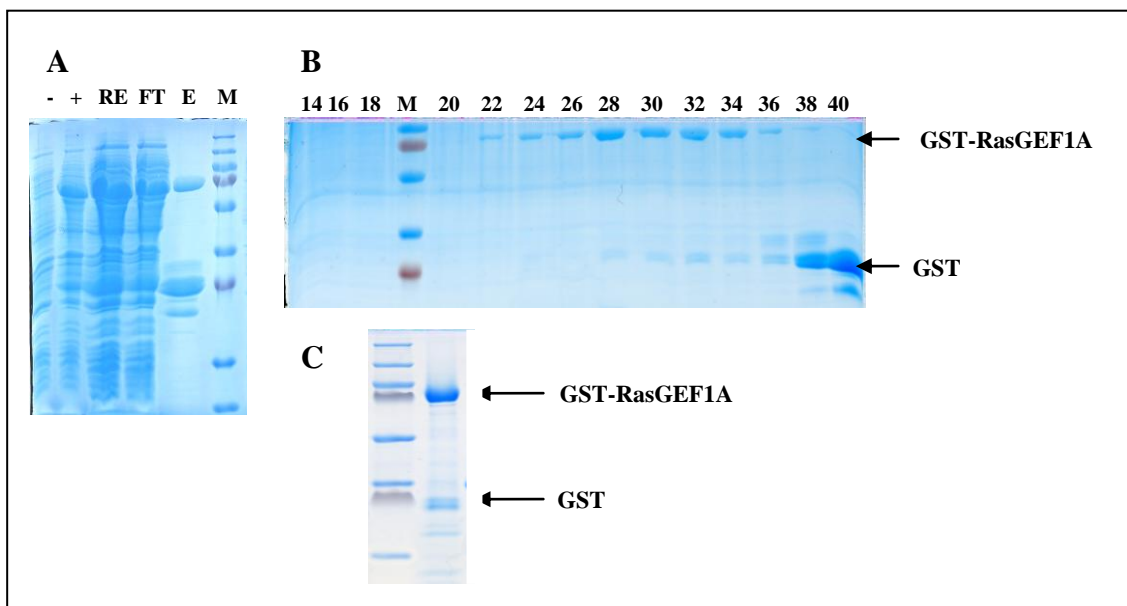 A
- + RE FT E M
B
14 16 18 M 20 22 24 26 28 30 32 34 36 38 40
GST-RasGEF1A
GST
C
GST-RasGEF1A
GST